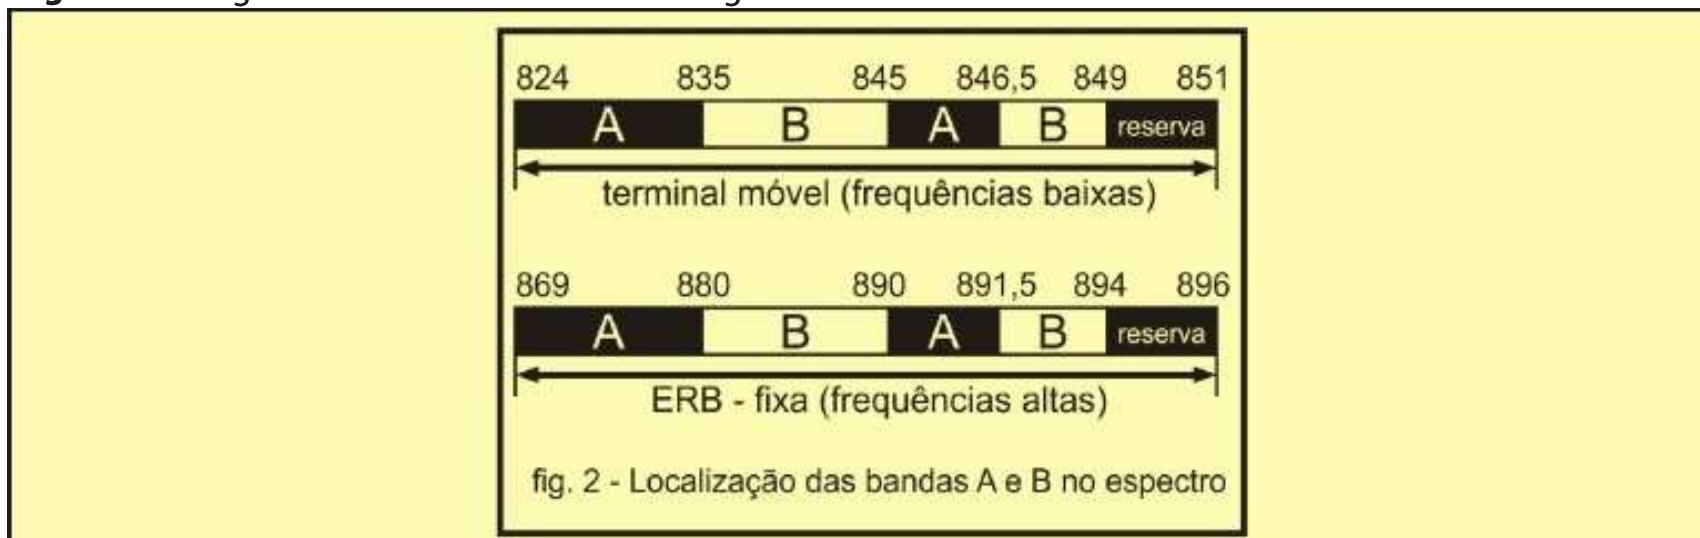 824 835 845 846,5 849 851
A B A B reserva
terminal móvel (frequências baixas)
869 880 890 891,5 894 896
A B A B reserva
ERB - fixa (frequências altas)
fig. 2 - Localização das bandas A e B no espectro